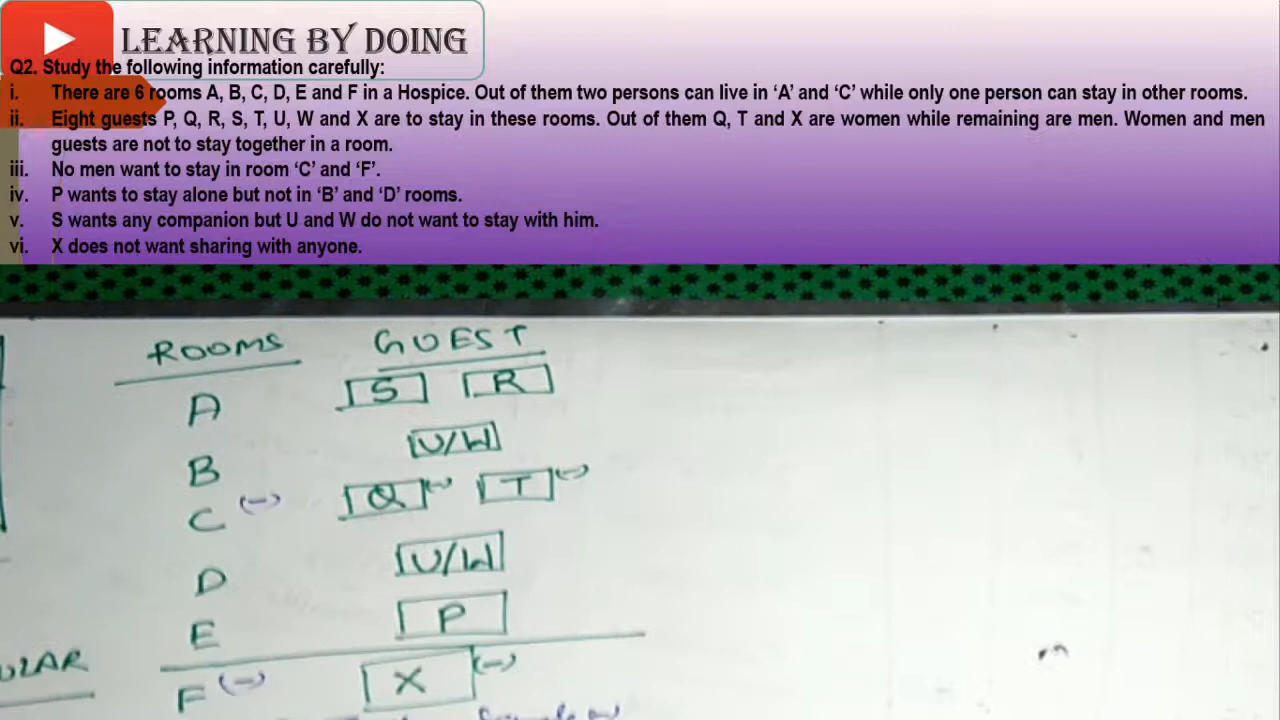 LEARNING BY DOING
Q2. Study the following information carefully:
i. There are 6 rooms A, B, C, D, E and F in a Hospice. Out of them two persons can live in 'A' and 'C' while only one person can stay in other rooms.
ii. Eight guests P, Q, R, S, T, U, W and X are to stay in these rooms. Out of them Q, T and X are women while remaining are men. Women and men
guests are not to stay together in a room.
iii. No men want to stay in room 'C' and 'F'.
iv. P wants to stay alone but not in 'B' and 'D' rooms.
v. S wants any companion but U and W do not want to stay with him.
vi. X does not want sharing with anyone.
ROOMS GUEST
A S R
B U/W
C (-) Q (-) T (-)
D U/W
E P
ULAR
F (-) X (-)